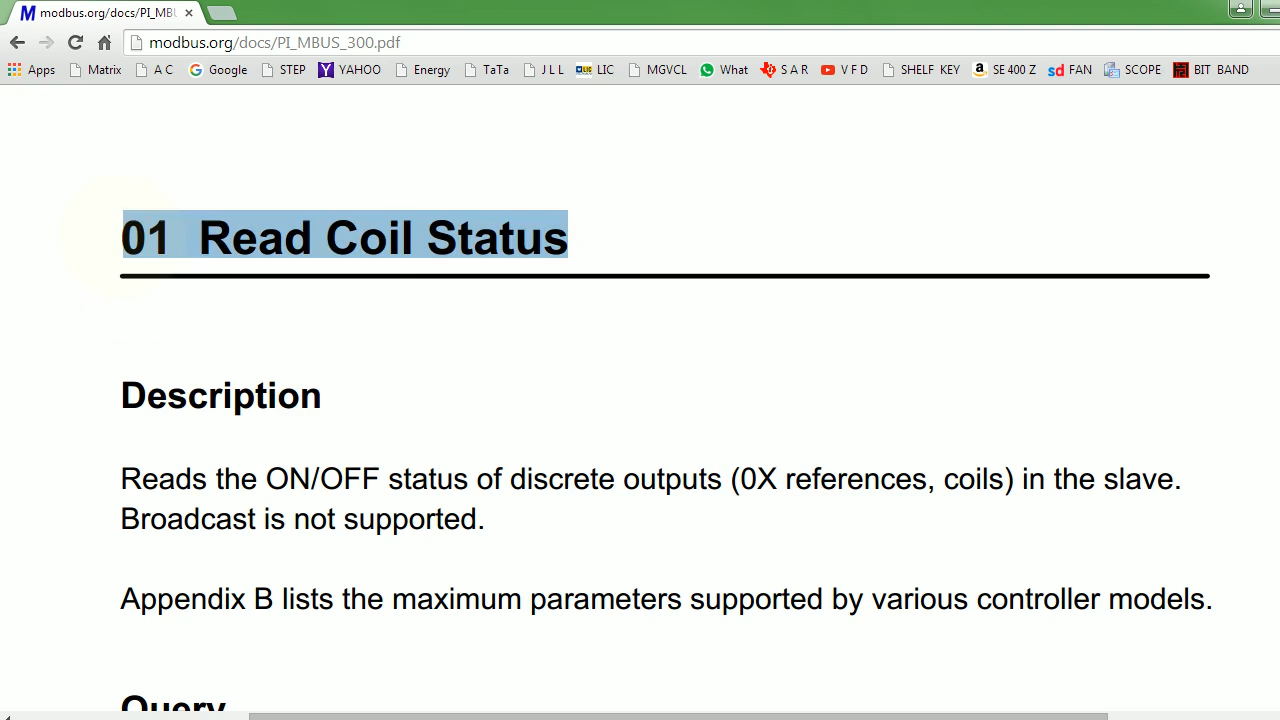 modbus.org/docs/PI_MBU
modbus.org/docs/PI_MBUS_300.pdf
Apps Matrix A C Google STEP YAHOO Energy TaTa J L L LIC MGVCL What S A R V F D SHELF KEY SE 400 Z FAN SCOPE BIT BAND
01 Read Coil Status
Description
Reads the ON/OFF status of discrete outputs (0X references, coils) in the slave.
Broadcast is not supported.
Appendix B lists the maximum parameters supported by various controller models.
Query